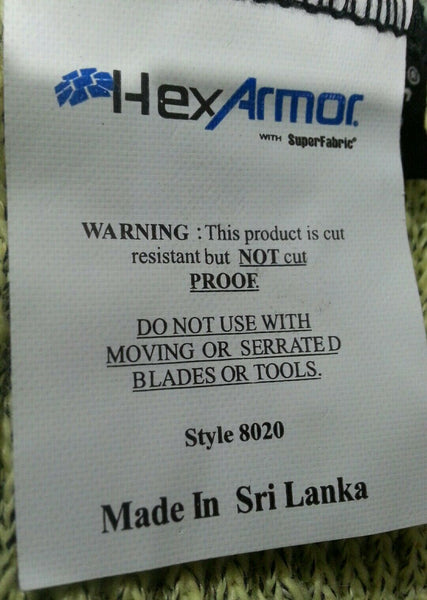 HexArmor.
WITH SuperFabric®
WARNING : This product is cut
resistant but NOT cut
PROOF.
DO NOT USE WITH
MOVING OR SERRATED
BLADES OR TOOLS.
Style 8020
Made In Sri Lanka